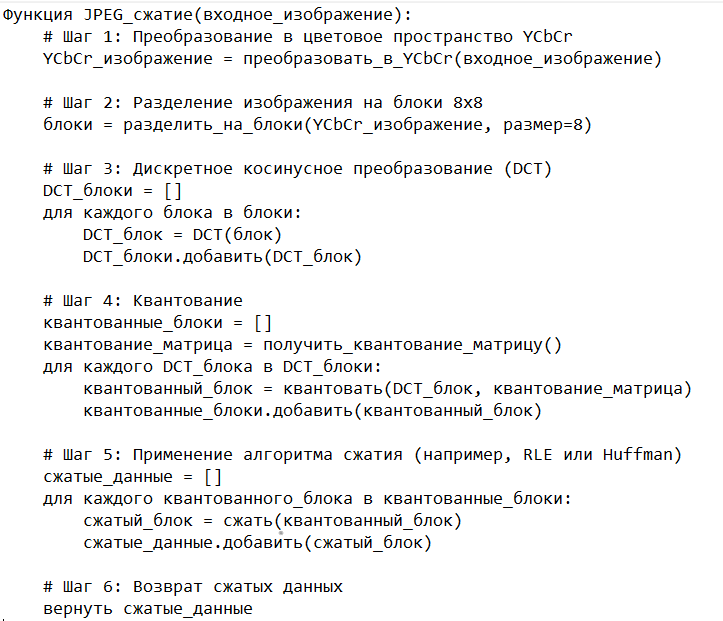 Функция JPEG_сжатие(входное_изображение):
    # Шаг 1: Преобразование в цветовое пространство YCbCr
    YCbCr_изображение = преобразовать_в_YCbCr(входное_изображение)

    # Шаг 2: Разделение изображения на блоки 8x8
    блоки = разделить_на_блоки(YCbCr_изображение, размер=8)

    # Шаг 3: Дискретное косинусное преобразование (DCT)
    DCT_блоки = []
    для каждого блока в блоки:
        DCT_блок = DCT(блок)
        DCT_блоки.добавить(DCT_блок)

    # Шаг 4: Квантование
    квантованные_блоки = []
    квантование_матрица = получить_квантование_матрицу()
    для каждого DCT_блока в DCT_блоки:
        квантованный_блок = квантовать(DCT_блок, квантование_матрица)
        квантованные_блоки.добавить(квантованный_блок)

    # Шаг 5: Применение алгоритма сжатия (например, RLE или Huffman)
    сжатые_данные = []
    для каждого квантованного_блока в квантованные_блоки:
        сжатый_блок = сжать(квантованный_блок)
        сжатые_данные.добавить(сжатый_блок)

    # Шаг 6: Возврат сжатых данных
    вернуть сжатые_данные